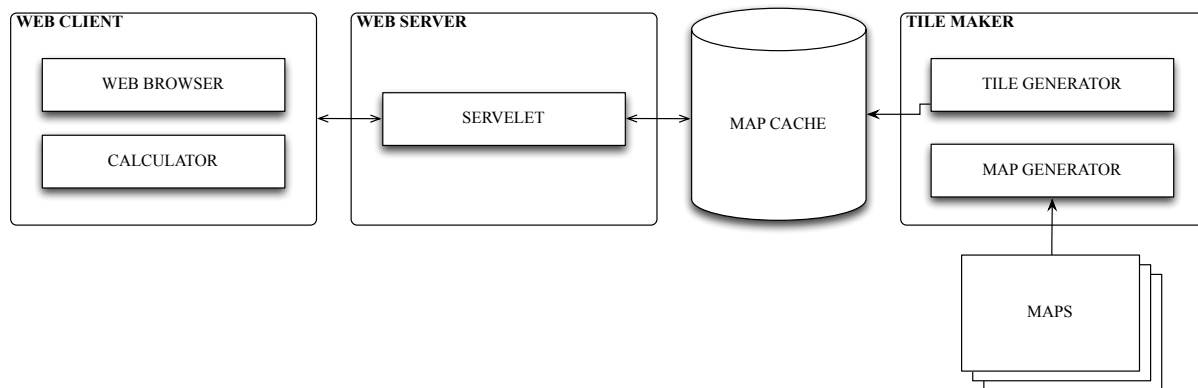 WEB CLIENT
WEB BROWSER
CALCULATOR
WEB SERVER
SERVELET
MAP CACHE
TILE MAKER
TILE GENERATOR
MAP GENERATOR
MAPS